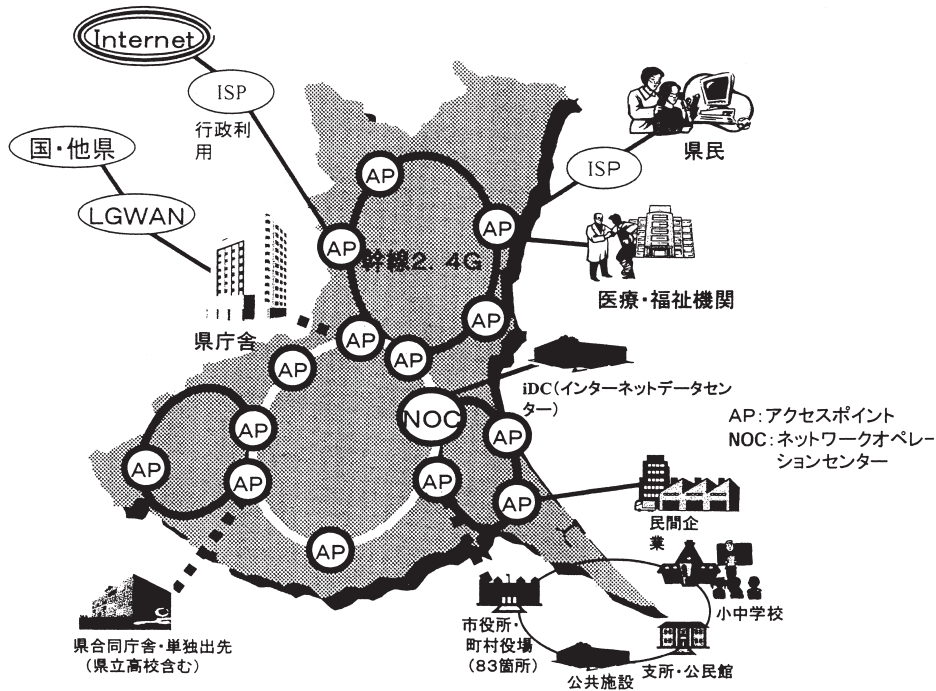 Internet
ISP
行政利
用
国・他県
LGWAN
県庁舎
AP
AP
AP
幹線2．4G
AP
AP
AP
AP
AP
NOC
AP
AP
AP
AP
AP
AP
AP
ISP
県民
医療・福祉機関
iDC（インターネットデータセン
ター）
AP：アクセスポイント
NOC：ネットワークオペレー
ションセンター
民間企
業
小中学校
市役所・
町村役場
（83箇所）
支所・公民館
公共施設
県合同庁舎・単独出先
（県立高校含む）